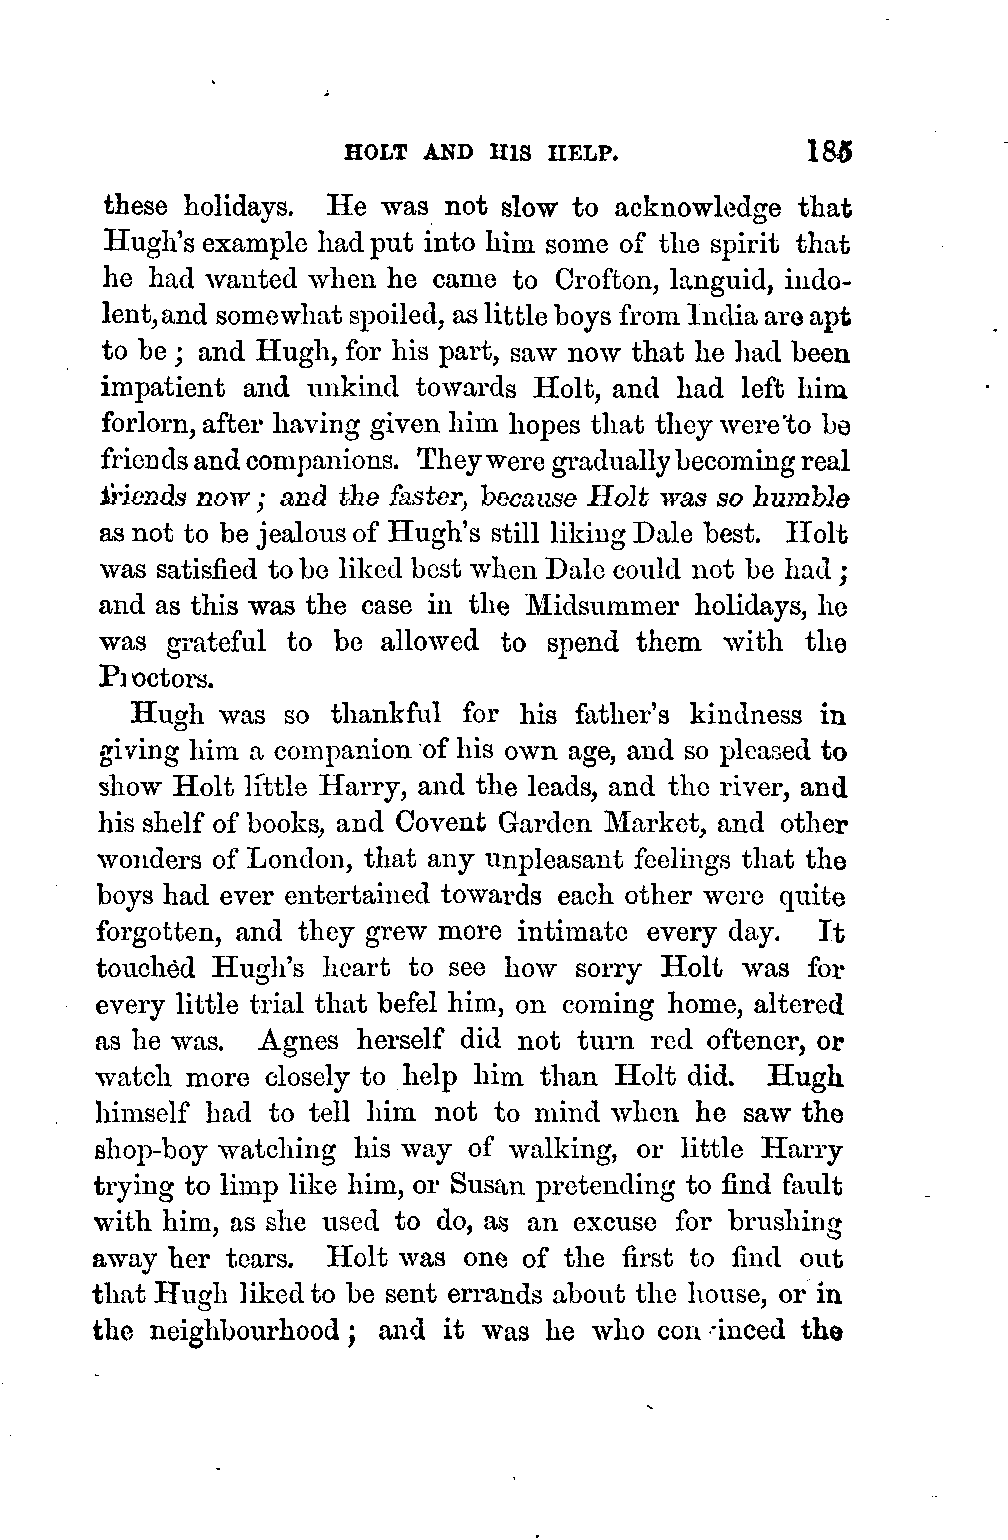 HOLT AND HIS HELP. 185
these holidays. He was not slow to acknowledge that
Hugh's example had put into him some of the spirit that
he had wanted when he came to Crofton, languid, indo-
lent, and somewhat spoiled, as little boys from India are apt
to be; and Hugh, for his part, saw now that he had been
impatient and unkind towards Holt, and had left him
forlorn, after having given him hopes that they were to be
friends and companions. They were gradually becoming real
friends now; and the faster, because Holt was so humble
as not to be jealous of Hugh's still liking Dale best. Holt
was satisfied to be liked best when Dale could not be had;
and as this was the case in the Midsummer holidays, he
was grateful to be allowed to spend them with the
Proctors.
Hugh was so thankful for his father's kindness in
giving him a companion of his own age, and so pleased to
show Holt little Harry, and the leads, and the river, and
his shelf of books, and Covent Garden Market, and other
wonders of London, that any unpleasant feelings that the
boys had ever entertained towards each other were quite
forgotten, and they grew more intimate every day. It
touched Hugh's heart to see how sorry Holt was for
every little trial that befel him, on coming home, altered
as he was. Agnes herself did not turn red oftener, or
watch more closely to help him than Holt did. Hugh
himself had to tell him not to mind when he saw the
shop-boy watching his way of walking, or little Harry
trying to limp like him, or Susan pretending to find fault
with him, as she used to do, as an excuse for brushing
away her tears. Holt was one of the first to find out
that Hugh liked to be sent errands about the house, or in
the neighbourhood; and it was he who convinced the